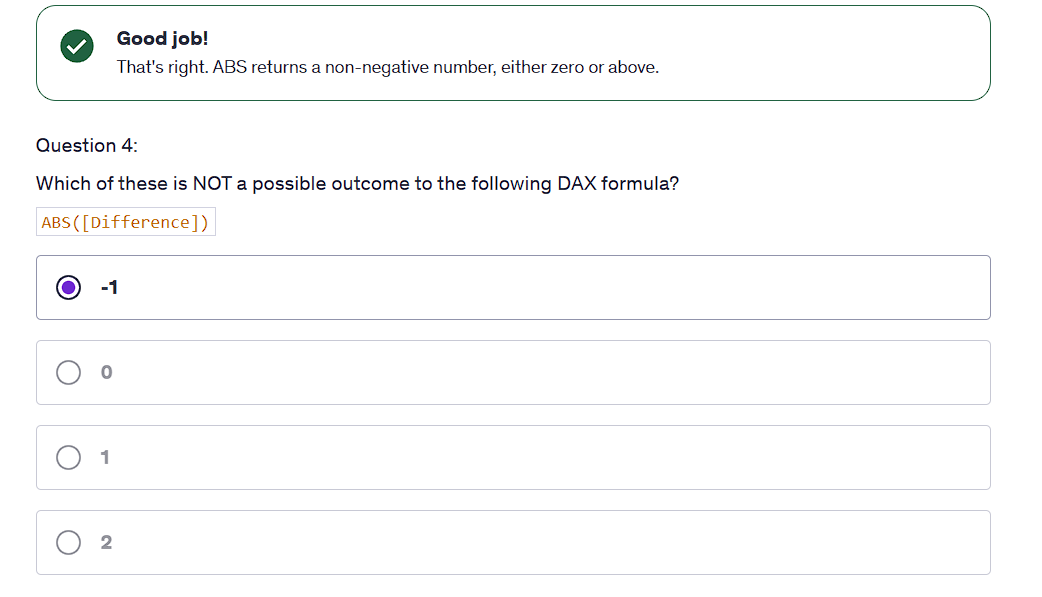 Good job!
That's right. ABS returns a non-negative number, either zero or above.
Question 4:
Which of these is NOT a possible outcome to the following DAX formula?
ABS([Difference])
-1
0
1
2